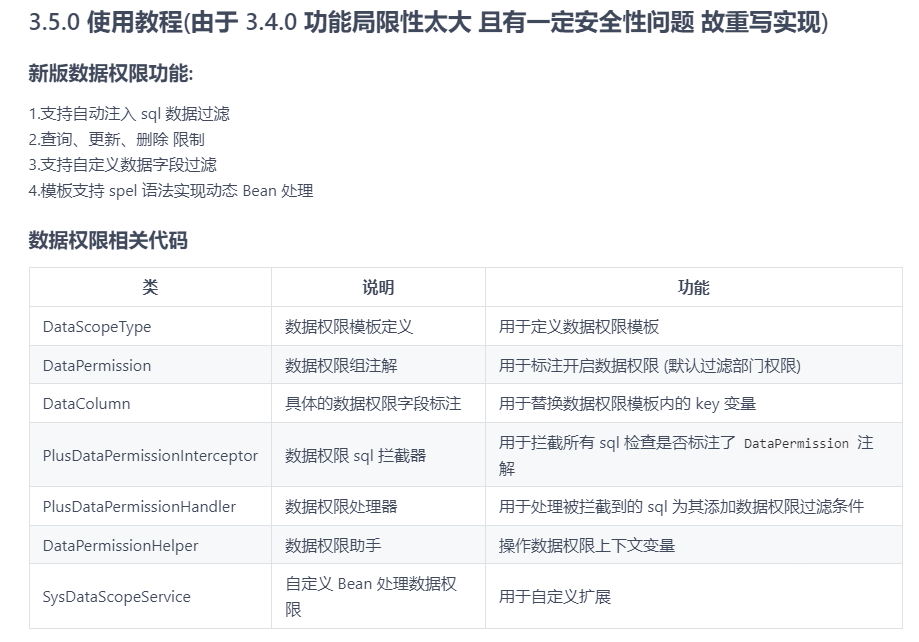 3.5.0 使用教程(由于 3.4.0 功能局限性太大 且有一定安全性问题 故重写实现)
新版数据权限功能:
1.支持自动注入 sql 数据过滤
2.查询、更新、删除 限制
3.支持自定义数据字段过滤
4.模板支持 spel 语法实现动态 Bean 处理
数据权限相关代码
类 说明 功能
DataScopeType 数据权限模板定义 用于定义数据权限模板
DataPermission 数据权限组注解 用于标注开启数据权限 (默认过滤部门权限)
DataColumn 具体的数据权限字段标注 用于替换数据权限模板内的 key 变量
PlusDataPermissionInterceptor 数据权限 sql 拦截器 用于拦截所有 sql 检查是否标注了 DataPermission 注
解
PlusDataPermissionHandler 数据权限处理器 用于处理被拦截到的 sql 为其添加数据权限过滤条件
DataPermissionHelper 数据权限助手 操作数据权限上下文变量
SysDataScopeService 自定义 Bean 处理数据权
限 用于自定义扩展